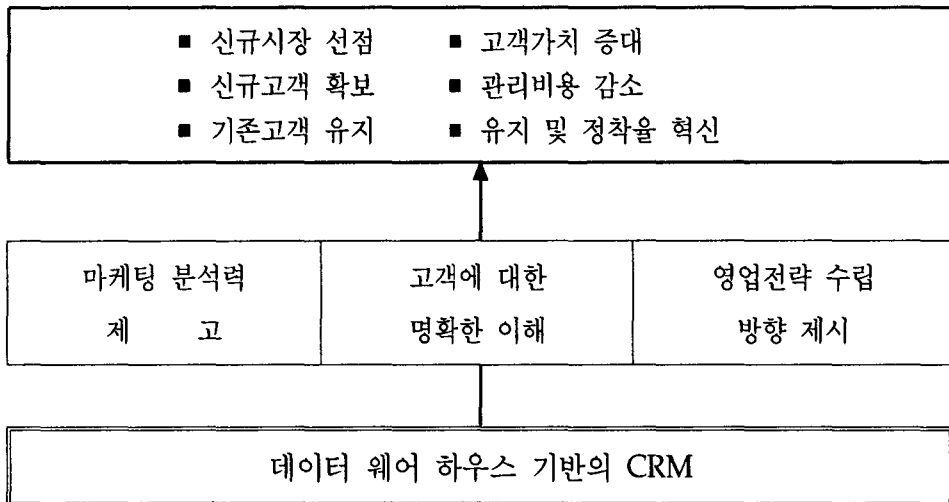 ■ 신규시장 선점 ■ 고객가치 증대
■ 신규고객 확보 ■ 관리비용 감소
■ 기존고객 유지 ■ 유지 및 정착율 혁신
마케팅 분석력 고객에 대한 영업전략 수립
제 고 명확한 이해 방향 제시
데이터 웨어 하우스 기반의 CRM